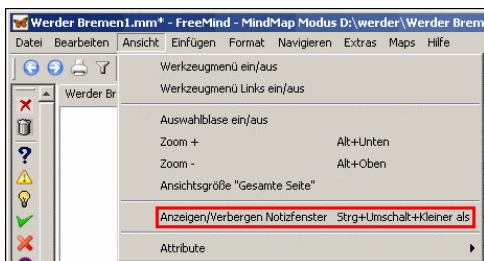 Werder Bremen1.mm* - FreeMind - MindMap Modus D:\werder\Werder Brem
Datei Bearbeiten Ansicht Einfügen Format Navigieren Extras Maps Hilfe
Werkzeugmenü ein/aus
Werder Br
Werkzeugmenü Links ein/aus
Auswahlblase ein/aus
Zoom + Alt+Unten
Zoom - Alt+Oben
Ansichtsgröße "Gesamte Seite"
Anzeigen/Verbergen Notizfenster Strg+Umschalt+Kleiner als
Attribute